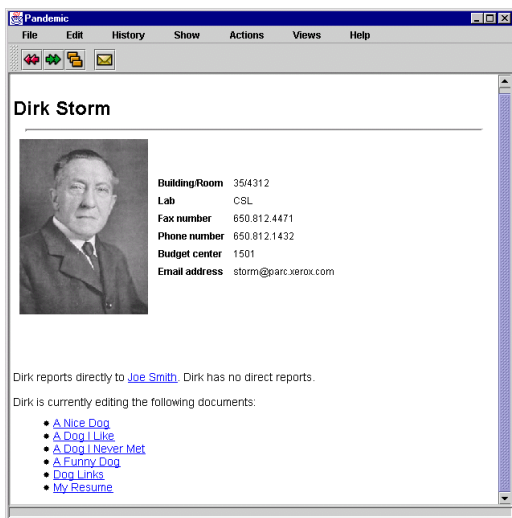 Pandemic
File Edit History Show Actions Views Help
Dirk Storm
Building/Room 35/4312
Lab CSL
Fax number 650.812.4471
Phone number 650.812.1432
Budget center 1501
Email address storm@parc.xerox.com
Dirk reports directly to Joe Smith. Dirk has no direct reports.
Dirk is currently editing the following documents:
A Nice Dog
A Dog I Like
A Dog I Never Met
A Funny Dog
Dog Links
My Resume